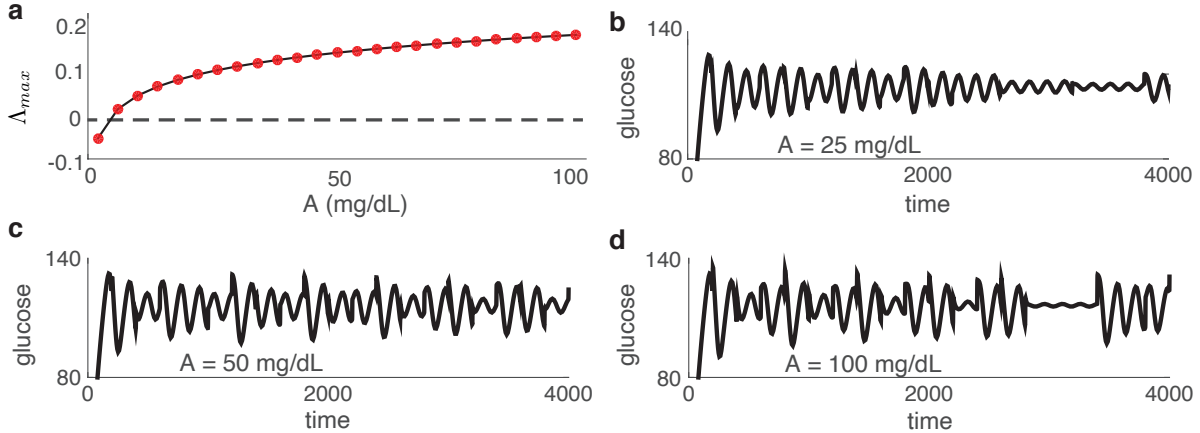 a
0.2
0.1
0
-0.1
Λmax
0 50 100
A (mg/dL)
b
140
80
glucose
A = 25 mg/dL
0 2000 4000
time
c
140
80
glucose
A = 50 mg/dL
0 2000 4000
time
d
140
80
glucose
A = 100 mg/dL
0 2000 4000
time